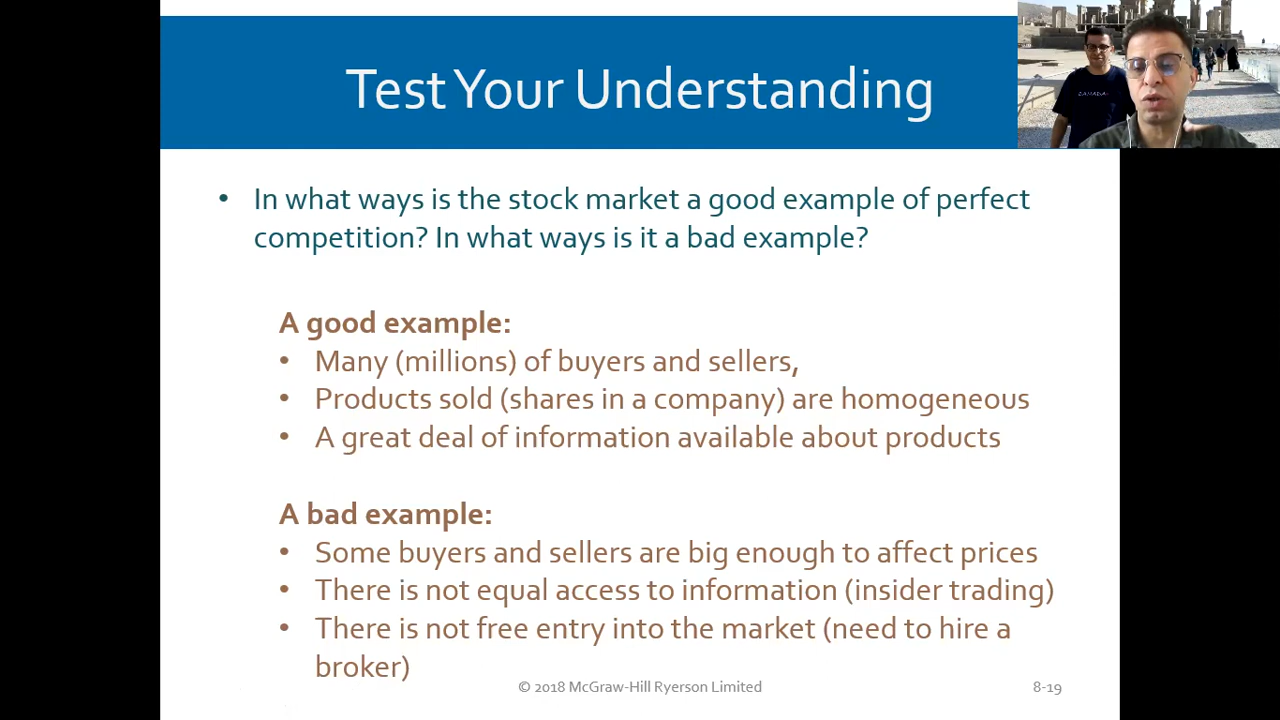 Test Your Understanding
CANADA
• In what ways is the stock market a good example of perfect
competition? In what ways is it a bad example?
A good example:
• Many (millions) of buyers and sellers,
• Products sold (shares in a company) are homogeneous
• A great deal of information available about products
A bad example:
• Some buyers and sellers are big enough to affect prices
• There is not equal access to information (insider trading)
• There is not free entry into the market (need to hire a
broker)
© 2018 McGraw-Hill Ryerson Limited
8-19